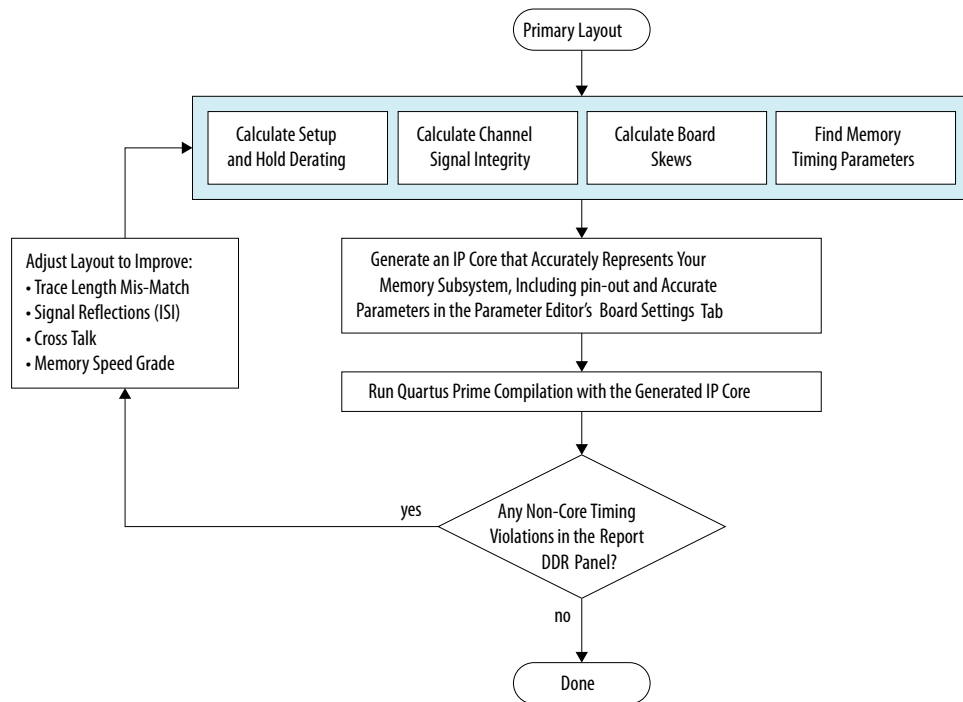 Primary Layout
Calculate Setup
and Hold Derating
Calculate Channel
Signal Integrity
Calculate Board
Skews
Find Memory
Timing Parameters
Adjust Layout to Improve:
• Trace Length Mis-Match
• Signal Reflections (ISI)
• Cross Talk
• Memory Speed Grade
Generate an IP Core that Accurately Represents Your
Memory Subsystem, Including pin-out and Accurate
Parameters in the Parameter Editor's Board Settings Tab
Run Quartus Prime Compilation with the Generated IP Core
yes
Any Non-Core Timing
Violations in the Report
DDR Panel?
no
Done